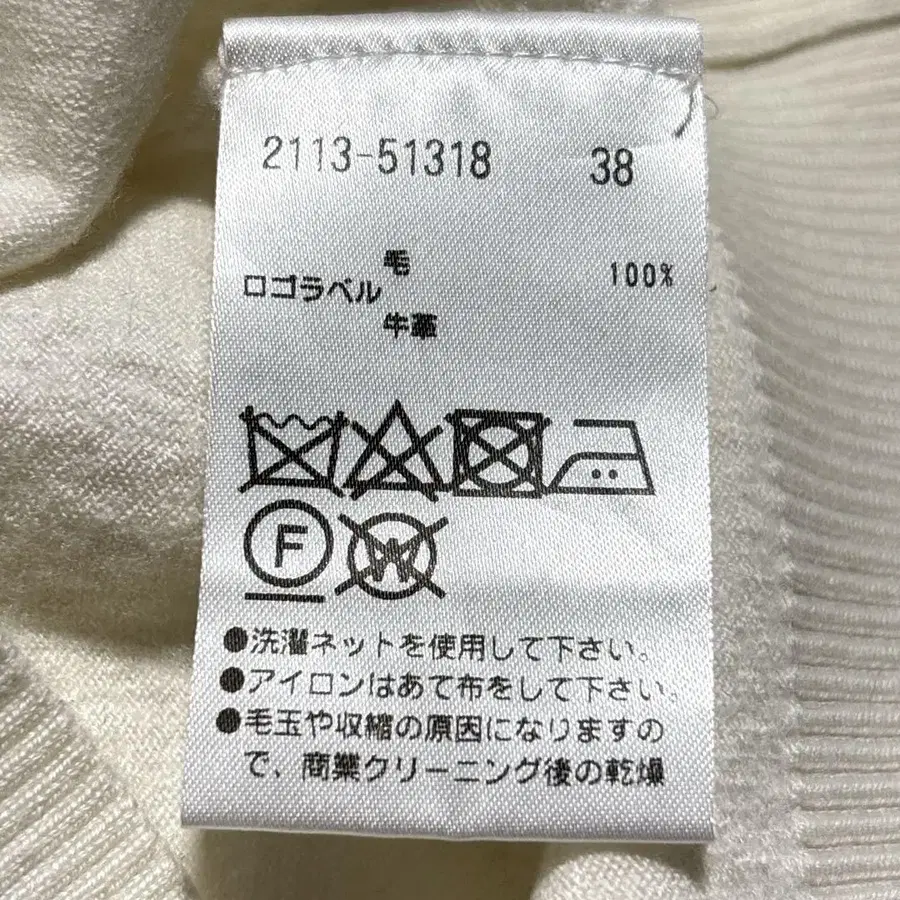 2113-51318 38
毛 100%
ロゴラベル
牛革
F
W
●洗濯ネットを使用して下さい。
●アイロンはあて布をして下さい。
●毛玉や収縮の原因になりますの
で、商業クリーニング後の乾燥